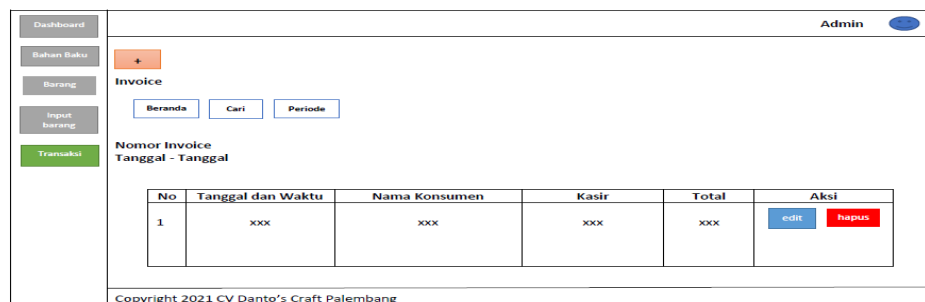 Dashboard
Admin
Bahan Baku
+
Barang
Invoice
Beranda Cari Periode
Input
barang
Nomor Invoice
Transaksi
Tanggal - Tanggal
No Tanggal dan Waktu Nama Konsumen Kasir Total Aksi
1 xxx xxx xxx xxx edit hapus
Copyright 2021 CV Danto's Craft Palembang